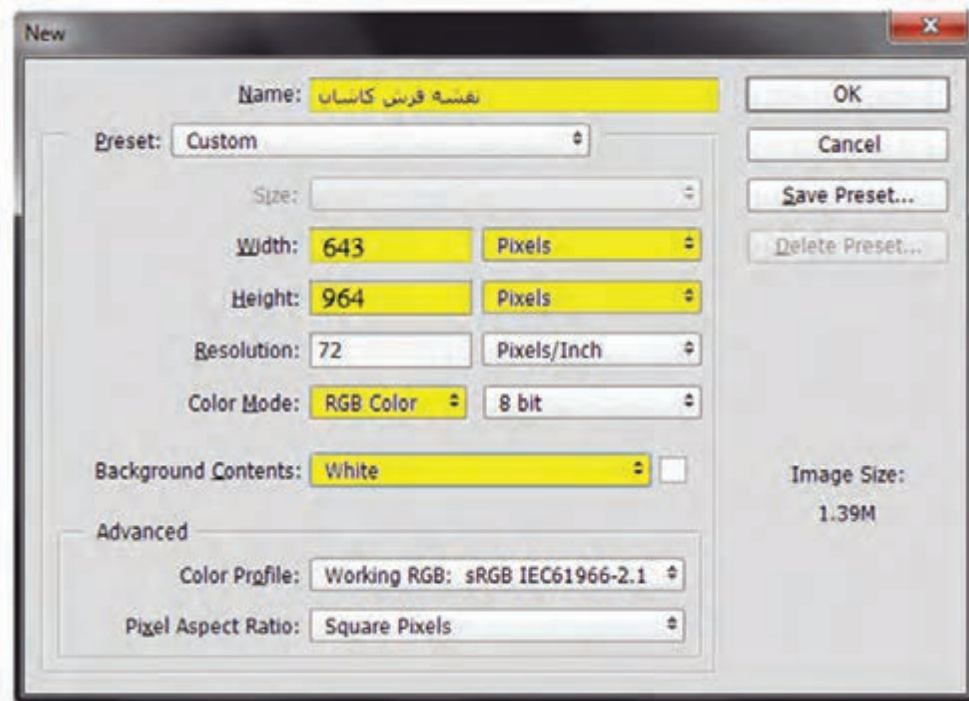 New
Name: نقشه فرش کاشان
OK
Preset: Custom
Cancel
Size:
Save Preset...
Width: 643 Pixels
Delete Preset...
Height: 964 Pixels
Resolution: 72 Pixels/Inch
Color Mode: RGB Color 8 bit
Background Contents: White
Image Size:
1.39M
Advanced
Color Profile: Working RGB: sRGB IEC61966-2.1
Pixel Aspect Ratio: Square Pixels